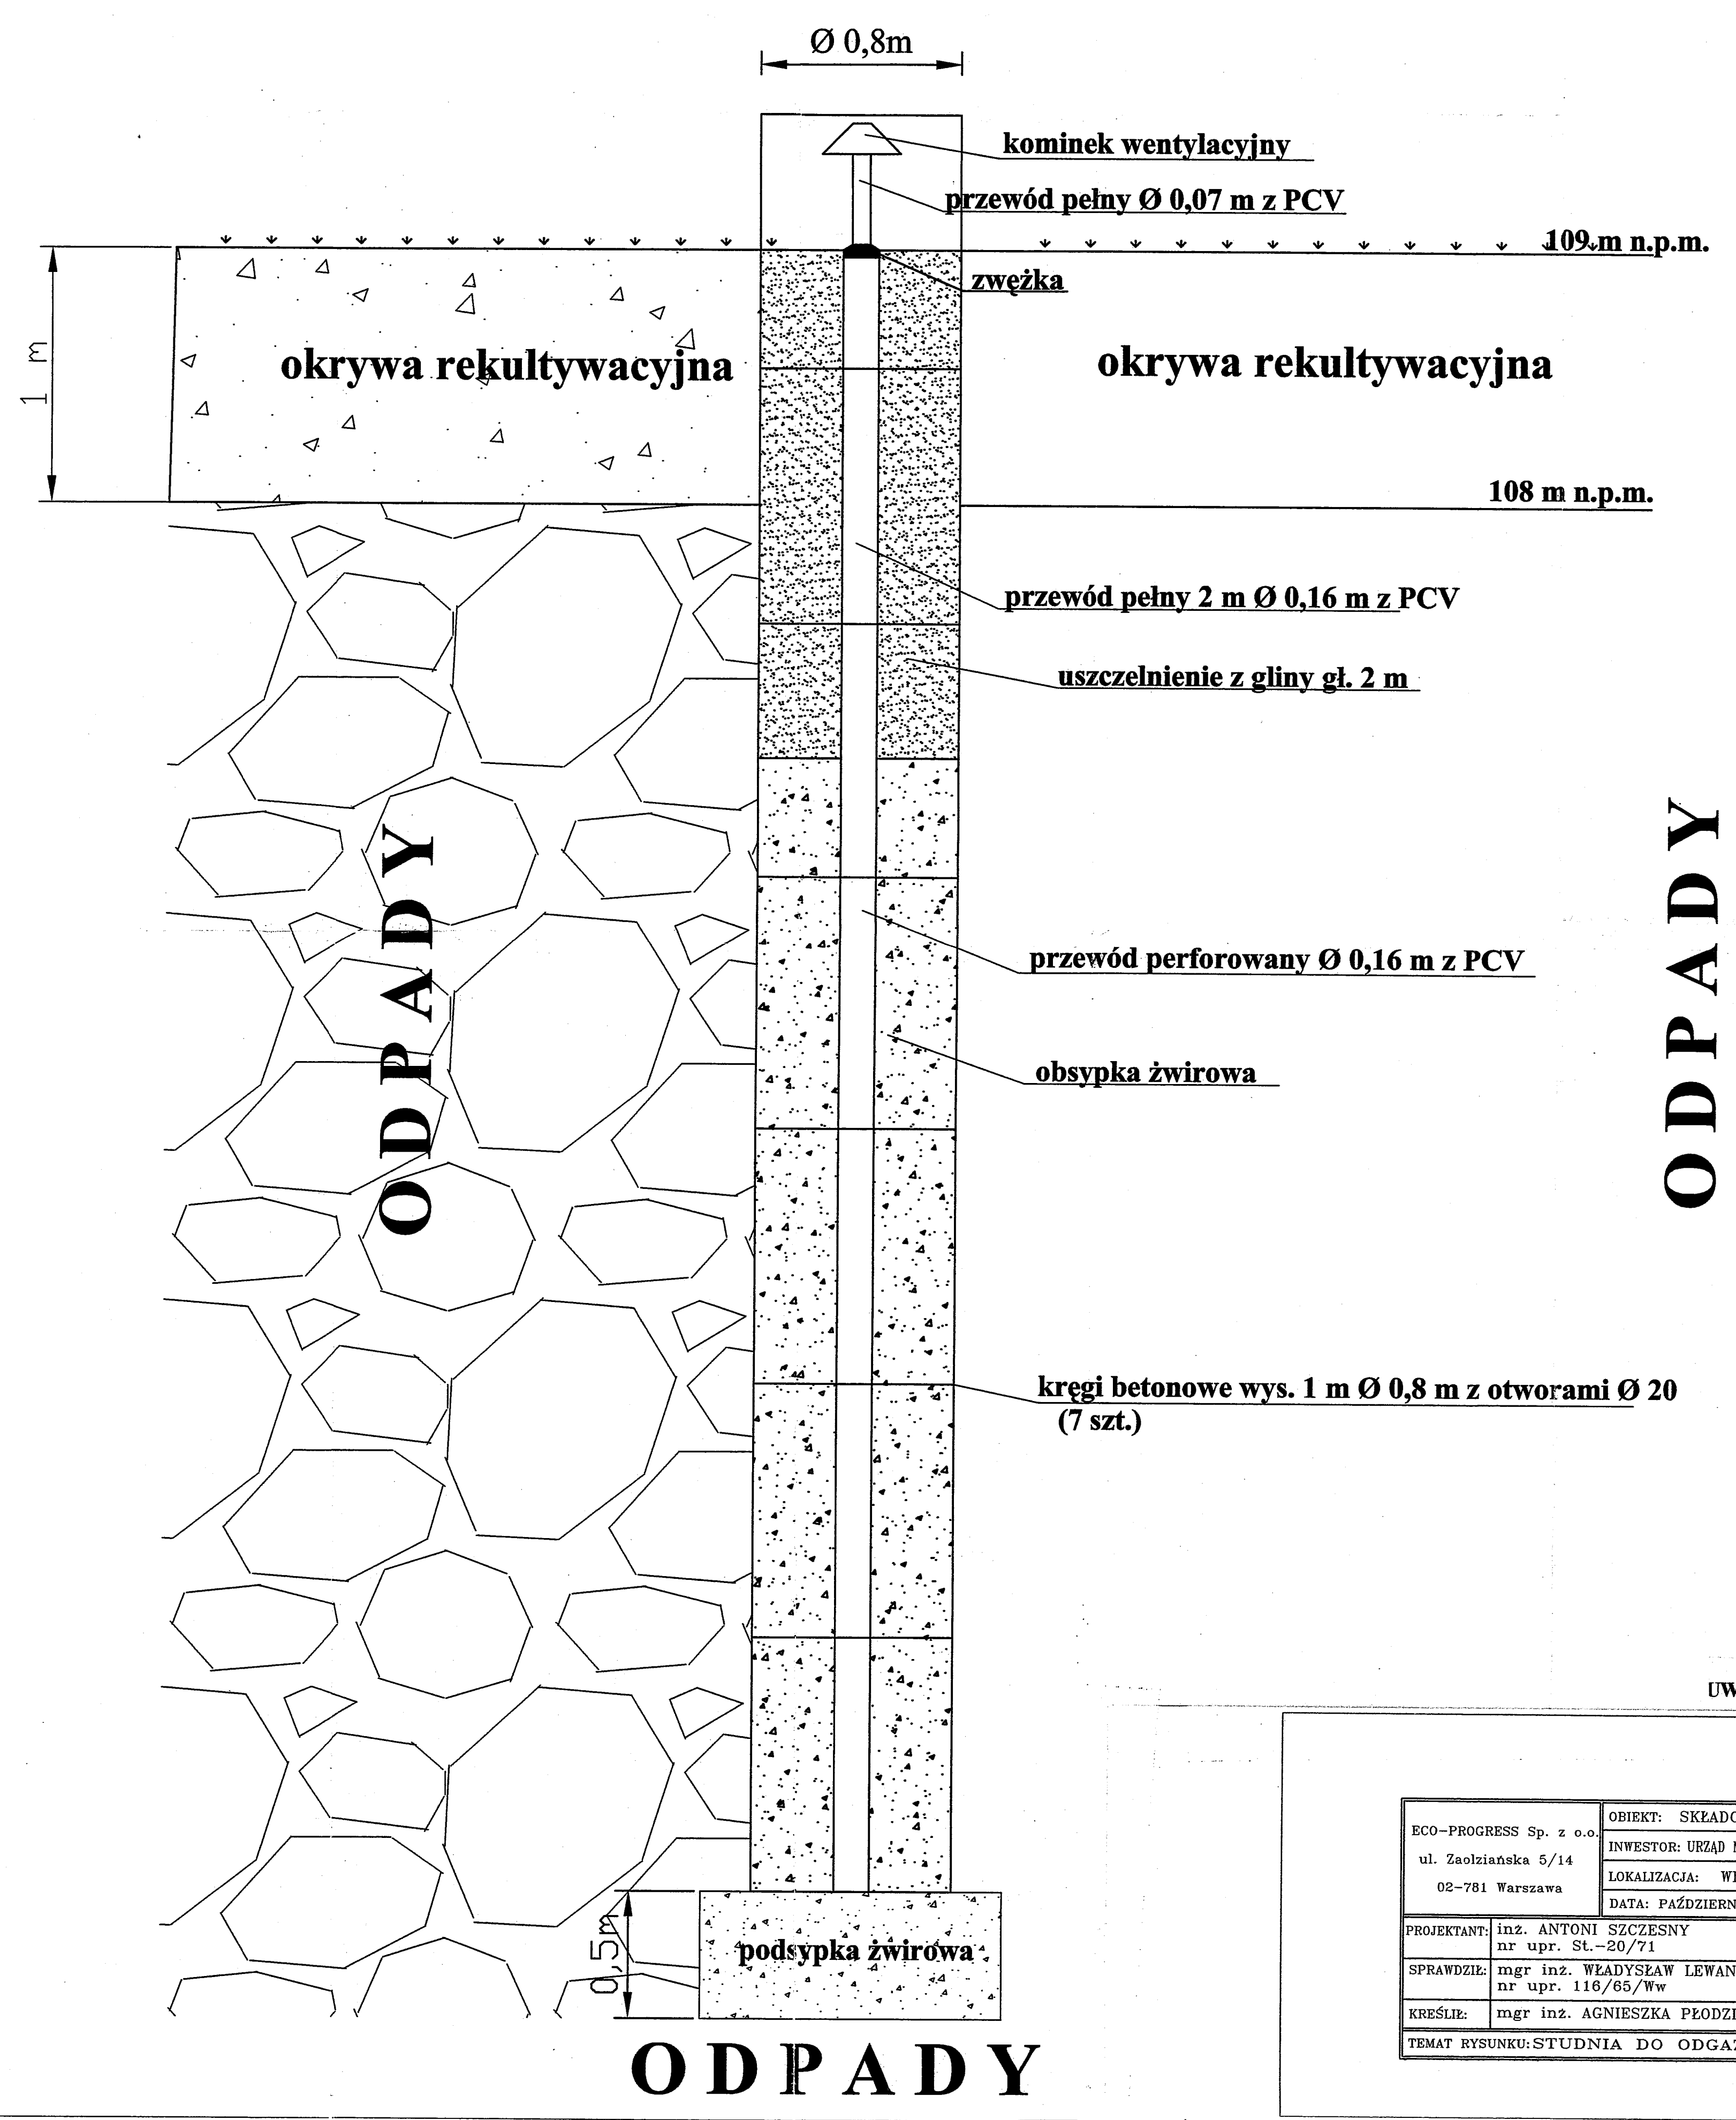 Ø 0,8m
kominek wentylacyjny
przewód pełny Ø 0,07 m z PCV
109 m n.p.m.
zwężka
1 m
okrywa rekultywacyjna
okrywa rekultywacyjna
108 m n.p.m.
przewód pełny 2 m Ø 0,16 m z PCV
uszczelnienie z gliny gł. 2 m
ODPADY
ODPADY
przewód perforowany Ø 0,16 m z PCV
obsypka żwirowa
kręgi betonowe wys. 1 m Ø 0,8 m z otworami Ø 20
(7 szt.)
0,5m
podsypka żwirowa
ODPADY
UW
ECO-PROGRESS Sp. z o.o.
ul. Zaolziańska 5/14
02-781 Warszawa
OBIEKT: SKŁADO
INWESTOR: URZĄD
LOKALIZACJA:
DATA: PAŹDZIERN
PROJEKTANT: inż. ANTONI SZCZESNY
nr upr. St.-20/71
SPRAWDZIŁ: mgr inż. WŁADYSŁAW LEWAN
nr upr. 116/65/Ww
KREŚLIŁ: mgr inż. AGNIESZKA PŁODZI
TEMAT RYSUNKU: STUDNIA DO ODGAZ